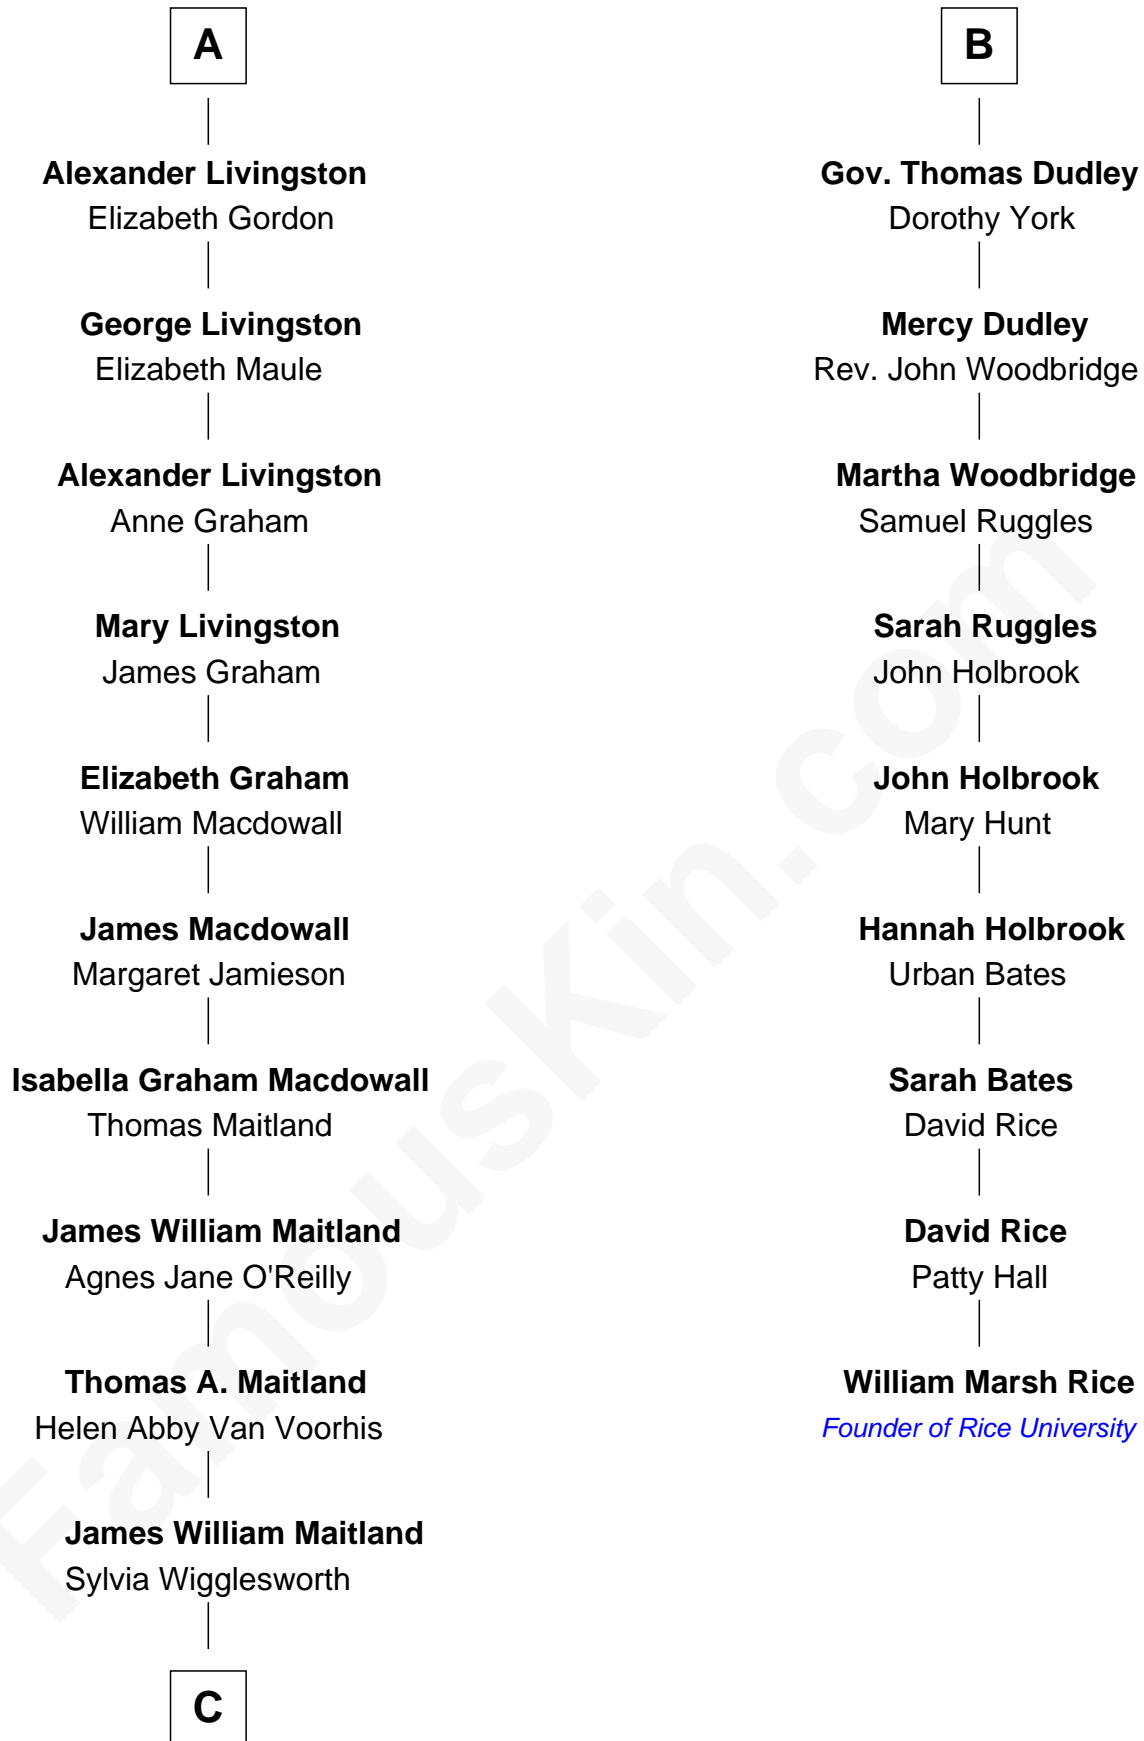 A
Alexander Livingston
Elizabeth Gordon
George Livingston
Elizabeth Maule
Alexander Livingston
Anne Graham
Mary Livingston
James Graham
Elizabeth Graham
William Macdowall
James Macdowall
Margaret Jamieson
Isabella Graham Macdowall
Thomas Maitland
James William Maitland
Agnes Jane O'Reilly
Thomas A. Maitland
Helen Abby Van Voorhis
James William Maitland
Sylvia Wigglesworth
C
B
Gov. Thomas Dudley
Dorothy York
Mercy Dudley
Rev. John Woodbridge
Martha Woodbridge
Samuel Ruggles
Sarah Ruggles
John Holbrook
John Holbrook
Mary Hunt
Hannah Holbrook
Urban Bates
Sarah Bates
David Rice
David Rice
Patty Hall
William Marsh Rice
Founder of Rice University
FamousKin.com